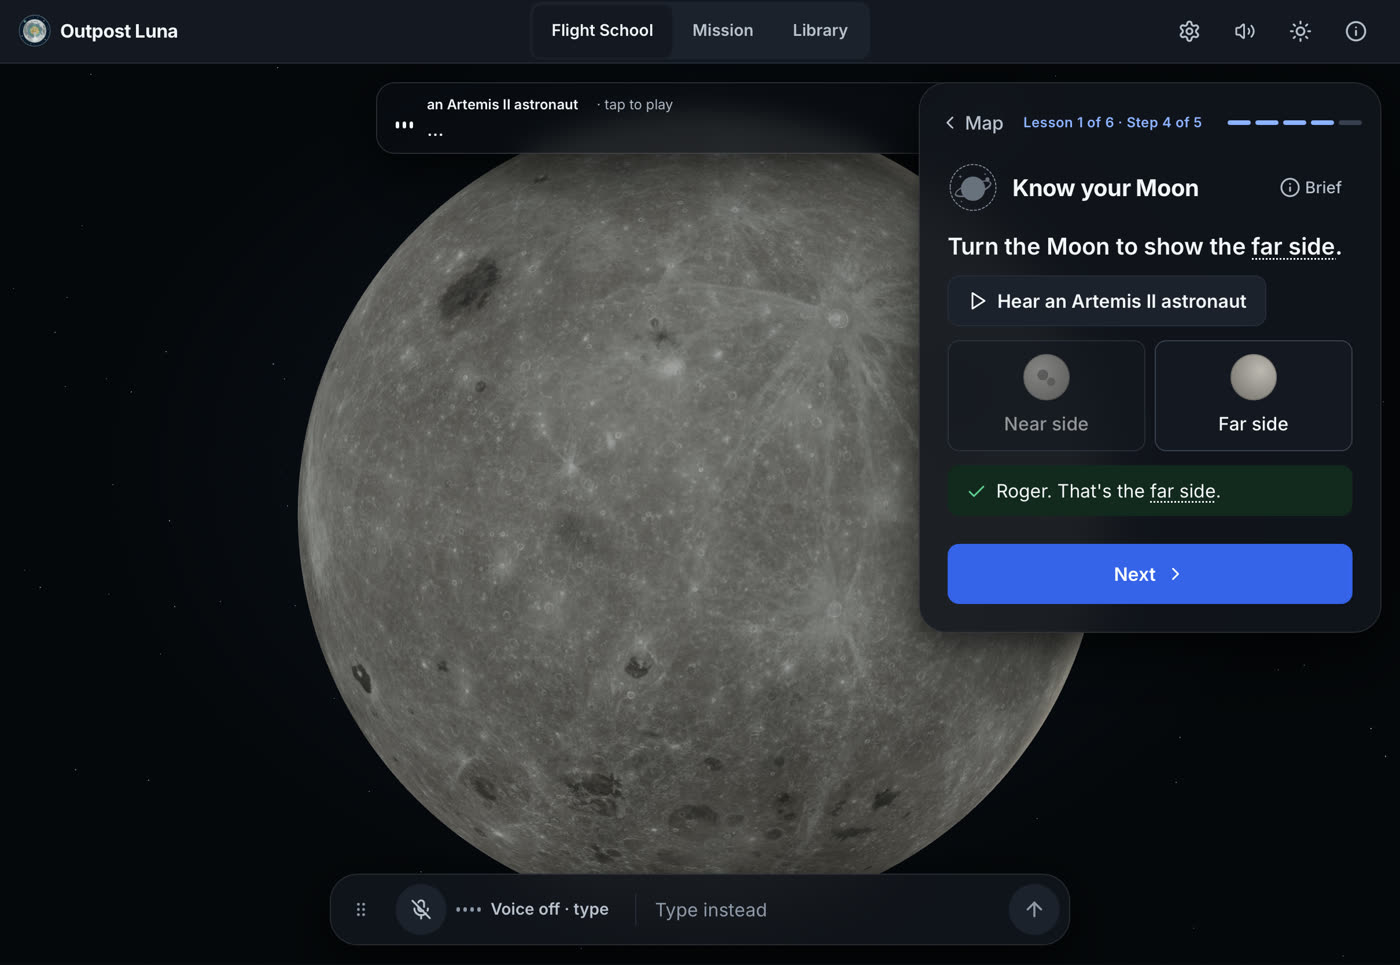 Outpost Luna
Flight School
Mission
Library
an Artemis II astronaut · tap to play
...
Map
Lesson 1 of 6 · Step 4 of 5
Know your Moon
Brief
Turn the Moon to show the far side.
Hear an Artemis II astronaut
Near side
Far side
Roger. That's the far side.
Next
Voice off · type
Type instead